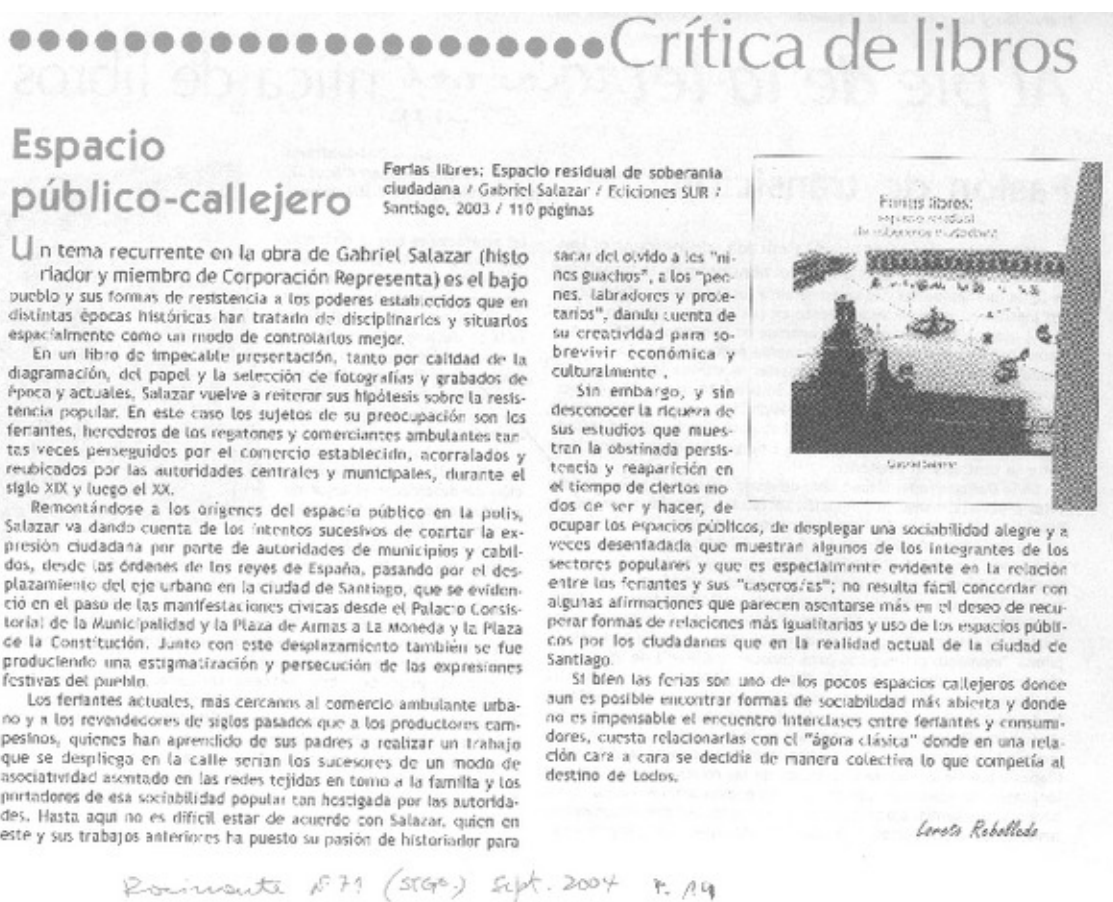 Crítica de libros
Espacio
público-callejero
Ferias libres: Espacio residual de soberanía
ciudadana / Gabriel Salazar / Ediciones SUR /
Santiago, 2003 / 110 páginas
Un tema recurrente en la obra de Gabriel Salazar (histo
riador y miembro de Corporación Representa) es el bajo
pueblo y sus formas de resistencia a los poderes establecidos que en
distintas épocas históricas han tratado de disciplinarlos y situarlos
espacialmente como un modo de controlarlos mejor.
En un libro de impecable presentación, tanto por calidad de la
diagramación, del papel y la selección de fotografías y grabados de
época y actuales, Salazar vuelve a reiterar sus hipótesis sobre la resis-
tencia popular. En este caso los sujetos de su preocupación son los
feriantes, herederos de los regatones y comerciantes ambulantes tan-
tas veces perseguidos por el comercio establecido, acorralados y
reubicados por las autoridades centrales y municipales, durante el
siglo XIX y luego el XX.
Remontándose a los orígenes del espacio público en la polis,
Salazar va dando cuenta de los intentos sucesivos de coartar la ex-
presión ciudadana por parte de autoridades de municipios y cabil-
dos, desde las órdenes de los reyes de España, pasando por el des-
plazamiento del eje urbano en la ciudad de Santiago, que se eviden-
ció en el paso de las manifestaciones cívicas desde el Palacio Consis-
torial de la Municipalidad y la Plaza de Armas a La Moneda y la Plaza
de la Constitución. Junto con este desplazamiento también se fue
produciendo una estigmatización y persecución de las expresiones
festivas del pueblo.
Los feriantes actuales, más cercanos al comercio ambulante urba-
no y a los revendedores de siglos pasados que a los productores cam-
pesinos, quienes han aprendido de sus padres a realizar un trabajo
que se despliega en la calle serían los sucesores de un modo de
asociatividad asentado en las redes tejidas en torno a la familia y los
portadores de esa sociabilidad popular tan hostigada por las autorida-
des. Hasta aquí no es difícil estar de acuerdo con Salazar, quien en
este y sus trabajos anteriores ha puesto su pasión de historiador para
sacar del olvido a los "ni-
ños guachos", a los "peo-
nes, labradores y prole-
tarios", dando cuenta de
su creatividad para so-
brevivir económica y
culturalmente .
Sin embargo, y sin
desconocer la riqueza de
sus estudios que mues-
tran la obstinada persis-
tencia y reaparición en
el tiempo de ciertos mo
dos de ser y hacer, de
ocupar los espacios públicos, de desplegar una sociabilidad alegre y a
veces desenfadada que muestran algunos de los integrantes de los
sectores populares y que es especialmente evidente en la relación
entre los feriantes y sus "caseros/as"; no resulta fácil concordar con
algunas afirmaciones que parecen asentarse más en el deseo de recu-
perar formas de relaciones más igualitarias y uso de los espacios públi-
cos por los ciudadanos que en la realidad actual de la ciudad de
Santiago.
Si bien las ferias son uno de los pocos espacios callejeros donde
aun es posible encontrar formas de sociabilidad más abierta y donde
no es impensable el encuentro interclases entre feriantes y consumi-
dores, cuesta relacionarlas con el "ágora clásica" donde en una rela-
ción cara a cara se decidía de manera colectiva lo que competía al
destino de todos.
Loreto Rebolledo
Ferias libres:
espacio residual
de soberanía ciudadana
Gabriel Salazar
Rocinante N°71 (STGO.) Sept. 2004 P. 19